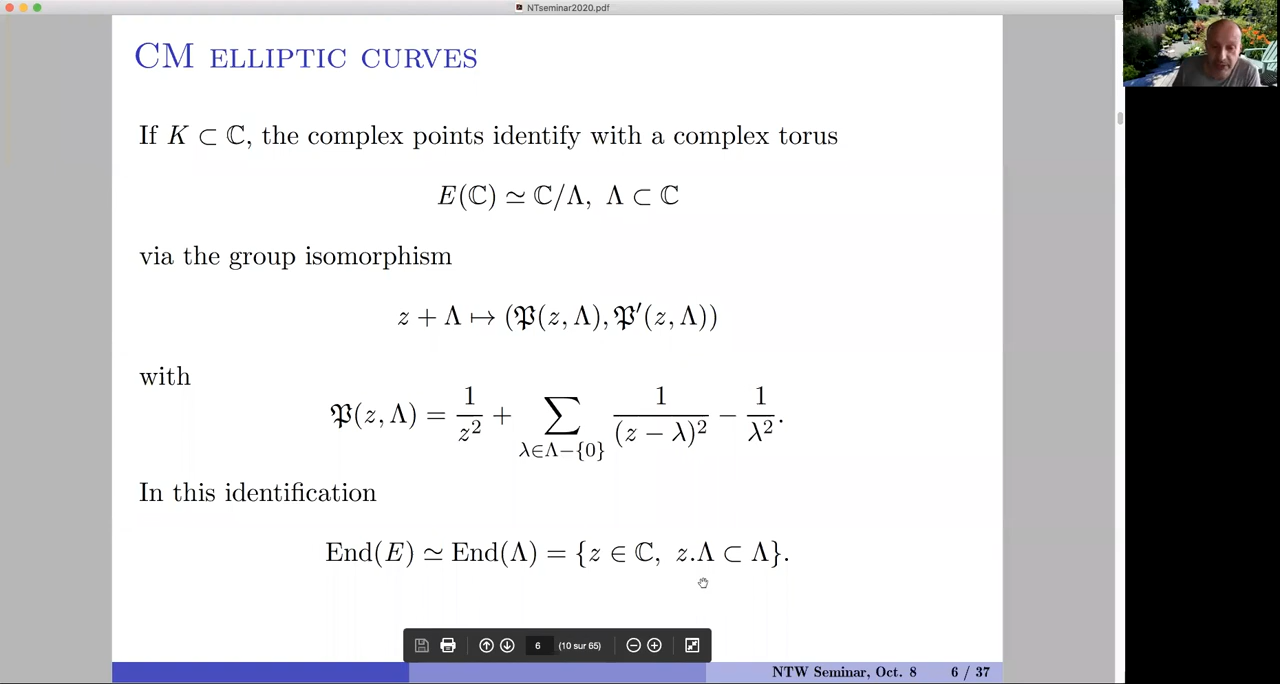 NTseminar2020.pdf
CM ELLIPTIC CURVES
If K ⊂ ℂ, the complex points identify with a complex torus
E(ℂ) ≃ ℂ/Λ, Λ ⊂ ℂ
via the group isomorphism
z + Λ ↦ (𝔓(z, Λ), 𝔓′(z, Λ))
with
𝔓(z, Λ) = 1/z² + ∑_{λ∈Λ−{0}} 1/(z − λ)² − 1/λ².
In this identification
End(E) ≃ End(Λ) = {z ∈ ℂ, z.Λ ⊂ Λ}.
6 (10 sur 65)
NTW Seminar, Oct. 8 6 / 37